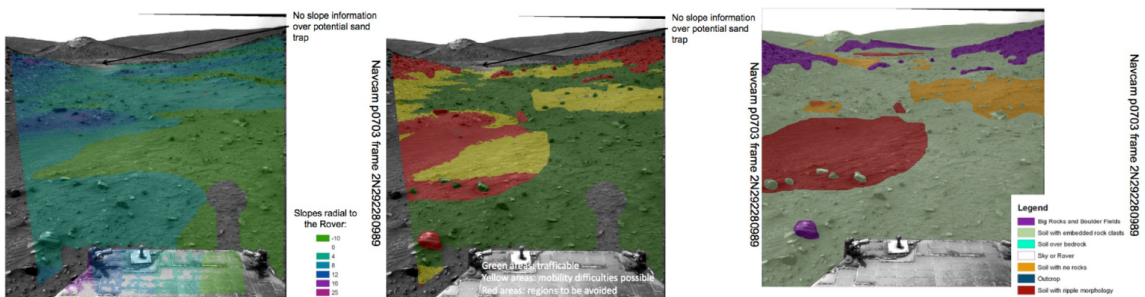 No slope information
over potential sand
trap
Navcam p0703 frame 2N292280989
Slopes radial to
the Rover:
-10
0
4
8
12
16
25
No slope information
over potential sand
trap
Navcam p0703 frame 2N292280989
Green areas: trafficable
Yellow areas: mobility difficulties possible
Red areas: regions to be avoided
Navcam p0703 frame 2N292280989
Legend
Big Rocks and Boulder Fields
Soil with embedded rock clasts
Soil over bedrock
Sky or Rover
Soil with no rocks
Outcrop
Soil with ripple morphology